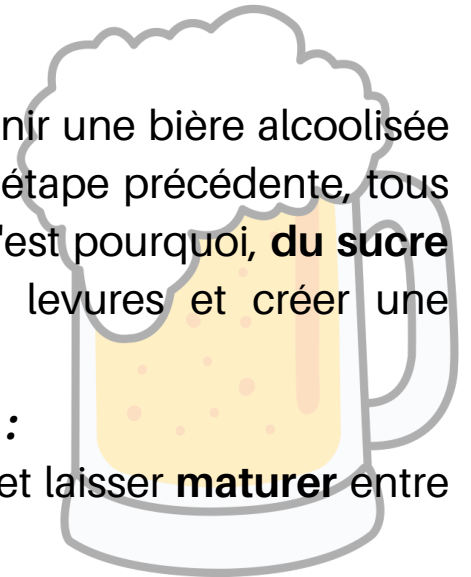 nir une bière alcoolisée
étape précédente, tous
'est pourquoi, du sucre
levures et créer une
:
et laisser maturer entre